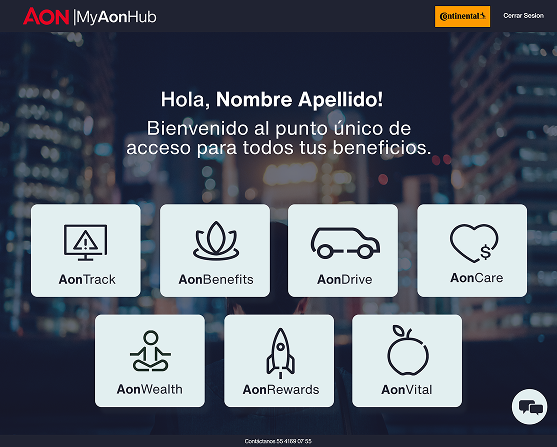 AON |MyAonHub
Continental
Cerrar Sesion
Hola, Nombre Apellido!
Bienvenido al punto único de
acceso para todos tus beneficios.
AonTrack
AonBenefits
AonDrive
AonCare
$
AonWealth
AonRewards
AonVital
Contáctanos 55 4169 07 55